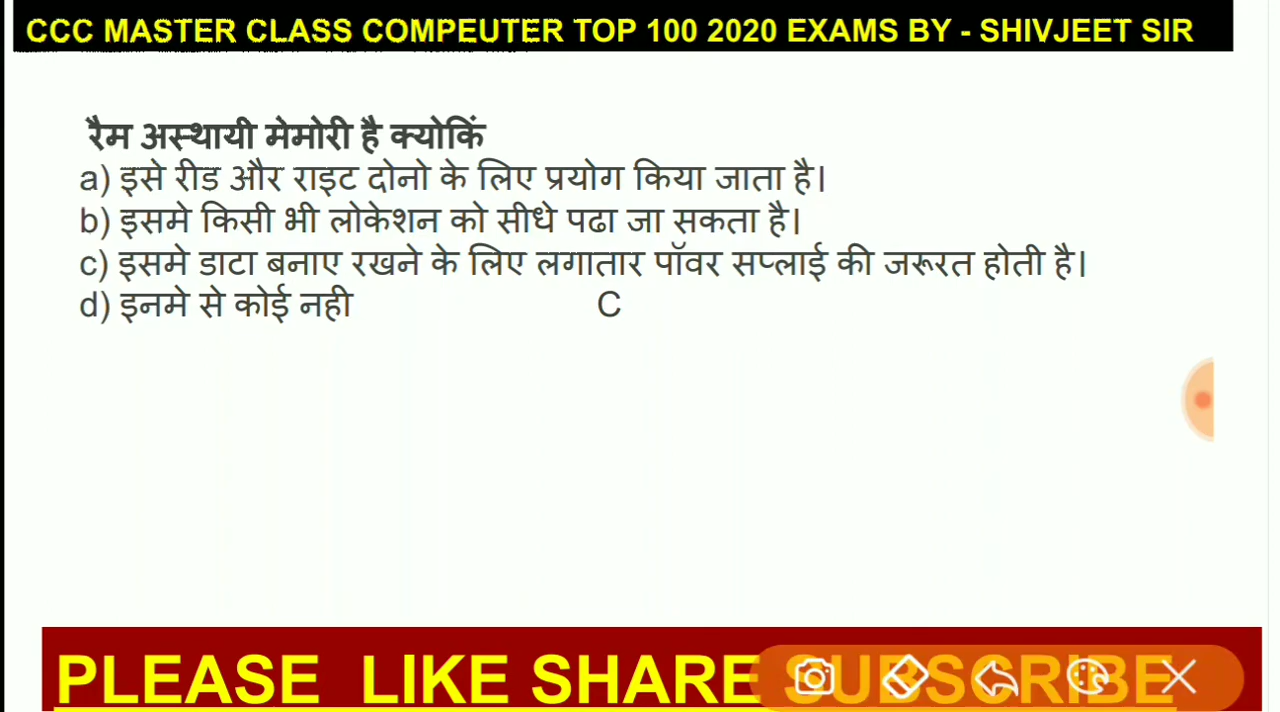 CCC MASTER CLASS COMPEUTER TOP 100 2020 EXAMS BY - SHIVJEET SIR
रैम अस्थायी मेमोरी है क्योकिं
a) इसे रीड और राइट दोनो के लिए प्रयोग किया जाता है।
b) इसमे किसी भी लोकेशन को सीधे पढा जा सकता है।
c) इसमे डाटा बनाए रखने के लिए लगातार पॉवर सप्लाई की जरूरत होती है।
d) इनमे से कोई नही C
PLEASE LIKE SHARE SUBSCRIBE